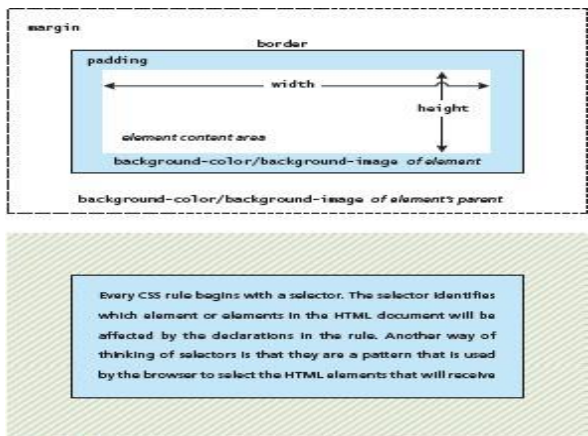 margin
border
padding
width
height
element content area
background-color/background-image of element
background-color/background-image of element's parent
Every CSS rule begins with a selector. The selector identifies
which element or elements in the HTML document will be
affected by the declarations in the rule. Another way of
thinking of selectors is that they are a pattern that is used
by the browser to select the HTML elements that will receive